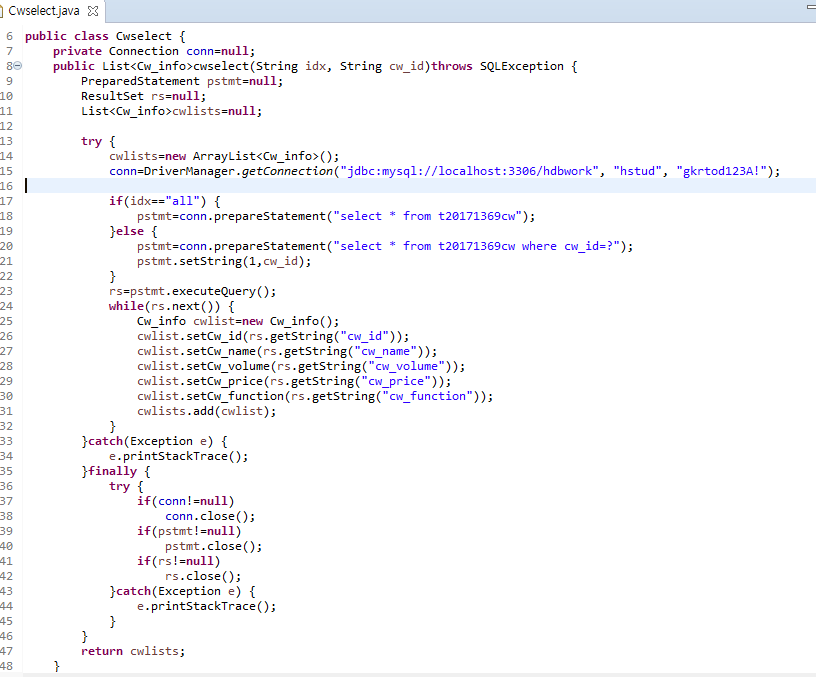 Cwselect.java
6 public class Cwselect {
7 private Connection conn=null;
8 public List<Cw_info>cwselect(String idx, String cw_id)throws SQLException {
9 PreparedStatement pstmt=null;
10 ResultSet rs=null;
11 List<Cw_info>cwlists=null;
12
13 try {
14 cwlists=new ArrayList<Cw_info>();
15 conn=DriverManager.getConnection("jdbc:mysql://localhost:3306/hdbwork", "hstud", "gkrtod123A!");
16
17 if(idx=="all") {
18 pstmt=conn.prepareStatement("select * from t20171369cw");
19 }else {
20 pstmt=conn.prepareStatement("select * from t20171369cw where cw_id=?");
21 pstmt.setString(1,cw_id);
22 }
23 rs=pstmt.executeQuery();
24 while(rs.next()) {
25 Cw_info cwlist=new Cw_info();
26 cwlist.setCw_id(rs.getString("cw_id"));
27 cwlist.setCw_name(rs.getString("cw_name"));
28 cwlist.setCw_volume(rs.getString("cw_volume"));
29 cwlist.setCw_price(rs.getString("cw_price"));
30 cwlist.setCw_function(rs.getString("cw_function"));
31 cwlists.add(cwlist);
32 }
33 }catch(Exception e) {
34 e.printStackTrace();
35 }finally {
36 try {
37 if(conn!=null)
38 conn.close();
39 if(pstmt!=null)
40 pstmt.close();
41 if(rs!=null)
42 rs.close();
43 }catch(Exception e) {
44 e.printStackTrace();
45 }
46 }
47 return cwlists;
48 }